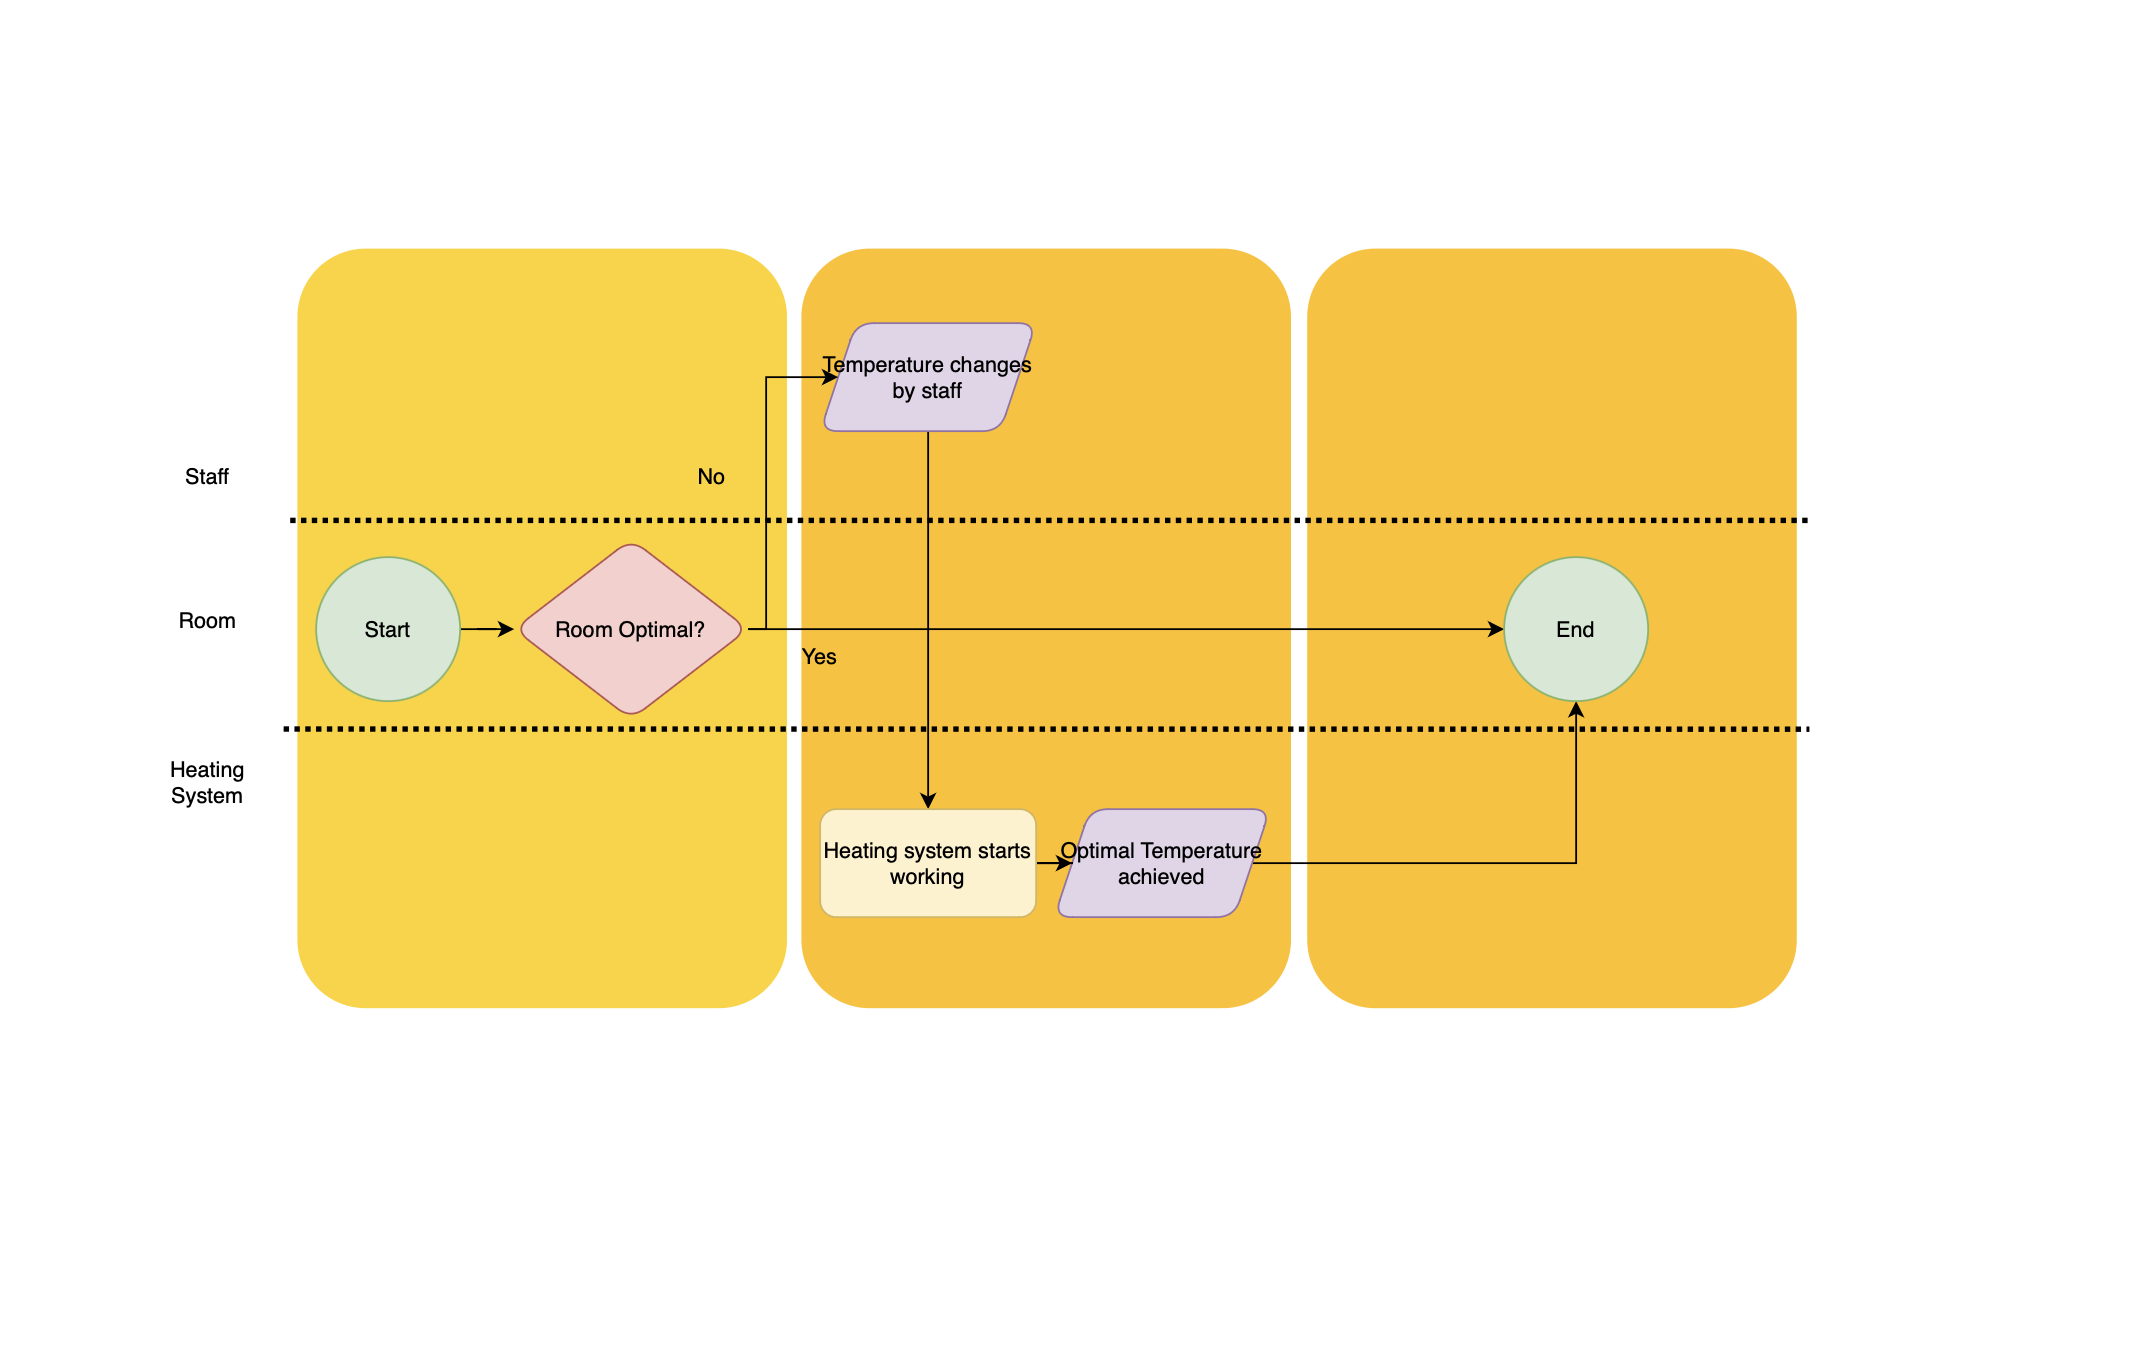 Temperature changes
by staff
Staff
No
Room
Start
Room Optimal?
Yes
End
Heating
System
Heating system starts
working
Optimal Temperature
achieved